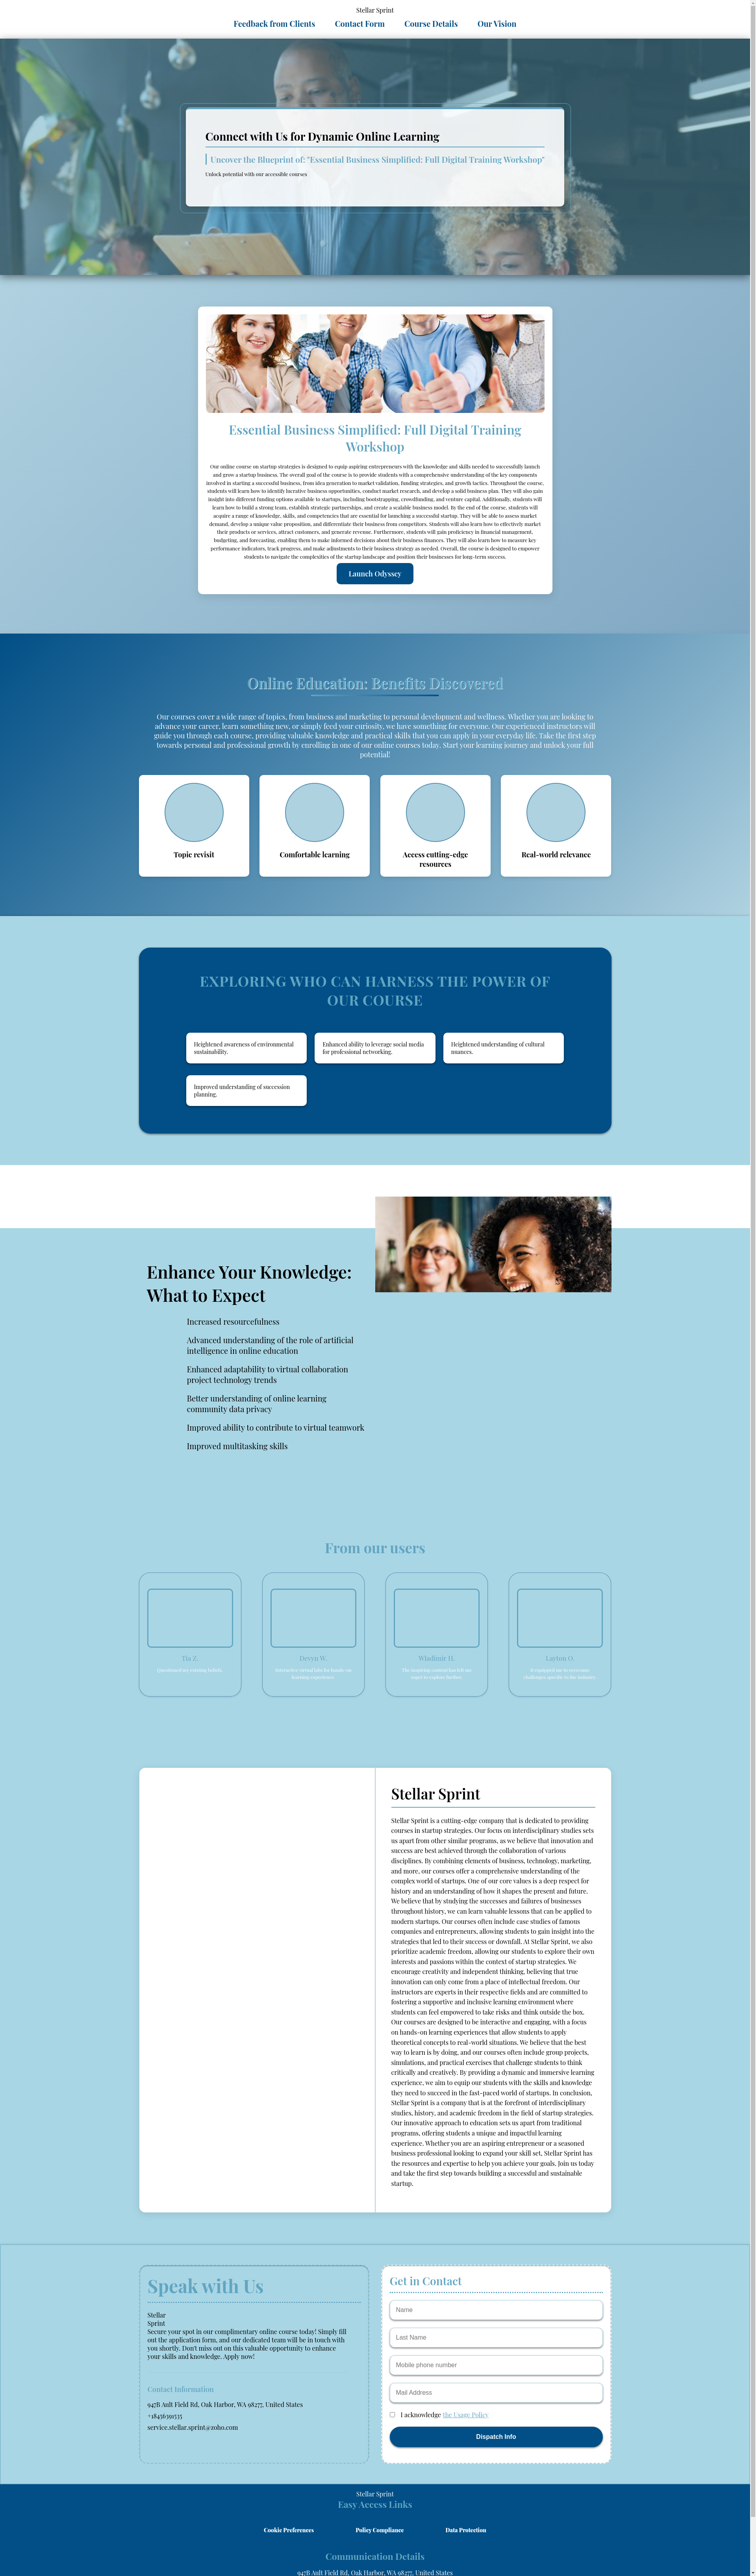 Stellar Sprint
Feedback from Clients Contact Form Course Details Our Vision
Connect with Us for Dynamic Online Learning
Uncover the Blueprint of: "Essential Business Simplified: Full Digital Training Workshop"
Unlock potential with our accessible courses
Essential Business Simplified: Full Digital Training
Workshop
Our online course on startup strategies is designed to equip aspiring entrepreneurs with the knowledge and skills needed to successfully launch
and grow a startup business. The overall goal of the course is to provide students with a comprehensive understanding of the key components
involved in starting a successful business, from idea generation to market validation, funding strategies, and growth tactics. Throughout the course,
students will learn how to identify lucrative business opportunities, conduct market research, and develop a solid business plan. They will also gain
insight into different funding options available to startups, including bootstrapping, crowdfunding, and venture capital. Additionally, students will
learn how to build a strong team, establish strategic partnerships, and create a scalable business model. By the end of the course, students will
acquire a range of knowledge, skills, and competencies that are essential for launching a successful startup. They will be able to assess market
demand, develop a unique value proposition, and differentiate their business from competitors. Students will also learn how to effectively market
their products or services, attract customers, and generate revenue. Furthermore, students will gain proficiency in financial management,
budgeting, and forecasting, enabling them to make informed decisions about their business finances. They will also learn how to measure key
performance indicators, track progress, and make adjustments to their business strategy as needed. Overall, the course is designed to empower
students to navigate the complexities of the startup landscape and position their businesses for long-term success.
Launch Odyssey
Online Education: Benefits Discovered
Our courses cover a wide range of topics, from business and marketing to personal development and wellness. Whether you are looking to
advance your career, learn something new, or simply feed your curiosity, we have something for everyone. Our experienced instructors will
guide you through each course, providing valuable knowledge and practical skills that you can apply in your everyday life. Take the first step
towards personal and professional growth by enrolling in one of our online courses today. Start your learning journey and unlock your full
potential!
Topic revisit
Comfortable learning
Access cutting-edge
resources
Real-world relevance
EXPLORING WHO CAN HARNESS THE POWER OF
OUR COURSE
Heightened awareness of environmental
sustainability.
Enhanced ability to leverage social media
for professional networking.
Heightened understanding of cultural
nuances.
Improved understanding of succession
planning.
Enhance Your Knowledge:
What to Expect
Increased resourcefulness
Advanced understanding of the role of artificial
intelligence in online education
Enhanced adaptability to virtual collaboration
project technology trends
Better understanding of online learning
community data privacy
Improved ability to contribute to virtual teamwork
Improved multitasking skills
From our users
Tia Z.
Questioned my existing beliefs.
Devyn W.
Interactive virtual labs for hands-on
learning experience.
Wladimir H.
The inspiring content has left me
eager to explore further.
Layton O.
It equipped me to overcome
challenges specific to the industry.
Stellar Sprint
Stellar Sprint is a cutting-edge company that is dedicated to providing
courses in startup strategies. Our focus on interdisciplinary studies sets
us apart from other similar programs, as we believe that innovation and
success are best achieved through the collaboration of various
disciplines. By combining elements of business, technology, marketing,
and more, our courses offer a comprehensive understanding of the
complex world of startups. One of our core values is a deep respect for
history and an understanding of how it shapes the present and future.
We believe that by studying the successes and failures of businesses
throughout history, we can learn valuable lessons that can be applied to
modern startups. Our courses often include case studies of famous
companies and entrepreneurs, allowing students to gain insight into the
strategies that led to their success or downfall. At Stellar Sprint, we also
prioritize academic freedom, allowing our students to explore their own
interests and passions within the context of startup strategies. We
encourage creativity and independent thinking, believing that true
innovation can only come from a place of intellectual freedom. Our
instructors are experts in their respective fields and are committed to
fostering a supportive and inclusive learning environment where
students can feel empowered to take risks and think outside the box.
Our courses are designed to be interactive and engaging, with a focus
on hands-on learning experiences that allow students to apply
theoretical concepts to real-world situations. We believe that the best
way to learn is by doing, and our courses often include group projects,
simulations, and practical exercises that challenge students to think
critically and creatively. By providing a dynamic and immersive learning
experience, we aim to equip our students with the skills and knowledge
they need to succeed in the fast-paced world of startups. In conclusion,
Stellar Sprint is a company that is at the forefront of interdisciplinary
studies, history, and academic freedom in the field of startup strategies.
Our innovative approach to education sets us apart from traditional
programs, offering students a unique and impactful learning
experience. Whether you are an aspiring entrepreneur or a seasoned
business professional looking to expand your skill set, Stellar Sprint has
the resources and expertise to help you achieve your goals. Join us today
and take the first step towards building a successful and sustainable
startup.
Speak with Us
Stellar
Sprint
Secure your spot in our complimentary online course today! Simply fill
out the application form, and our dedicated team will be in touch with
you shortly. Don't miss out on this valuable opportunity to enhance
your skills and knowledge. Apply now!
Contact Information
947B Ault Field Rd, Oak Harbor, WA 98277, United States
+18456391535
service.stellar.sprint@zoho.com
Get in Contact
Name
Last Name
Mobile phone number
Mail Address
I acknowledge the Usage Policy
Dispatch Info
Stellar Sprint
Easy Access Links
Cookie Preferences Policy Compliance Data Protection
Communication Details
947B Ault Field Rd, Oak Harbor, WA 98277, United States